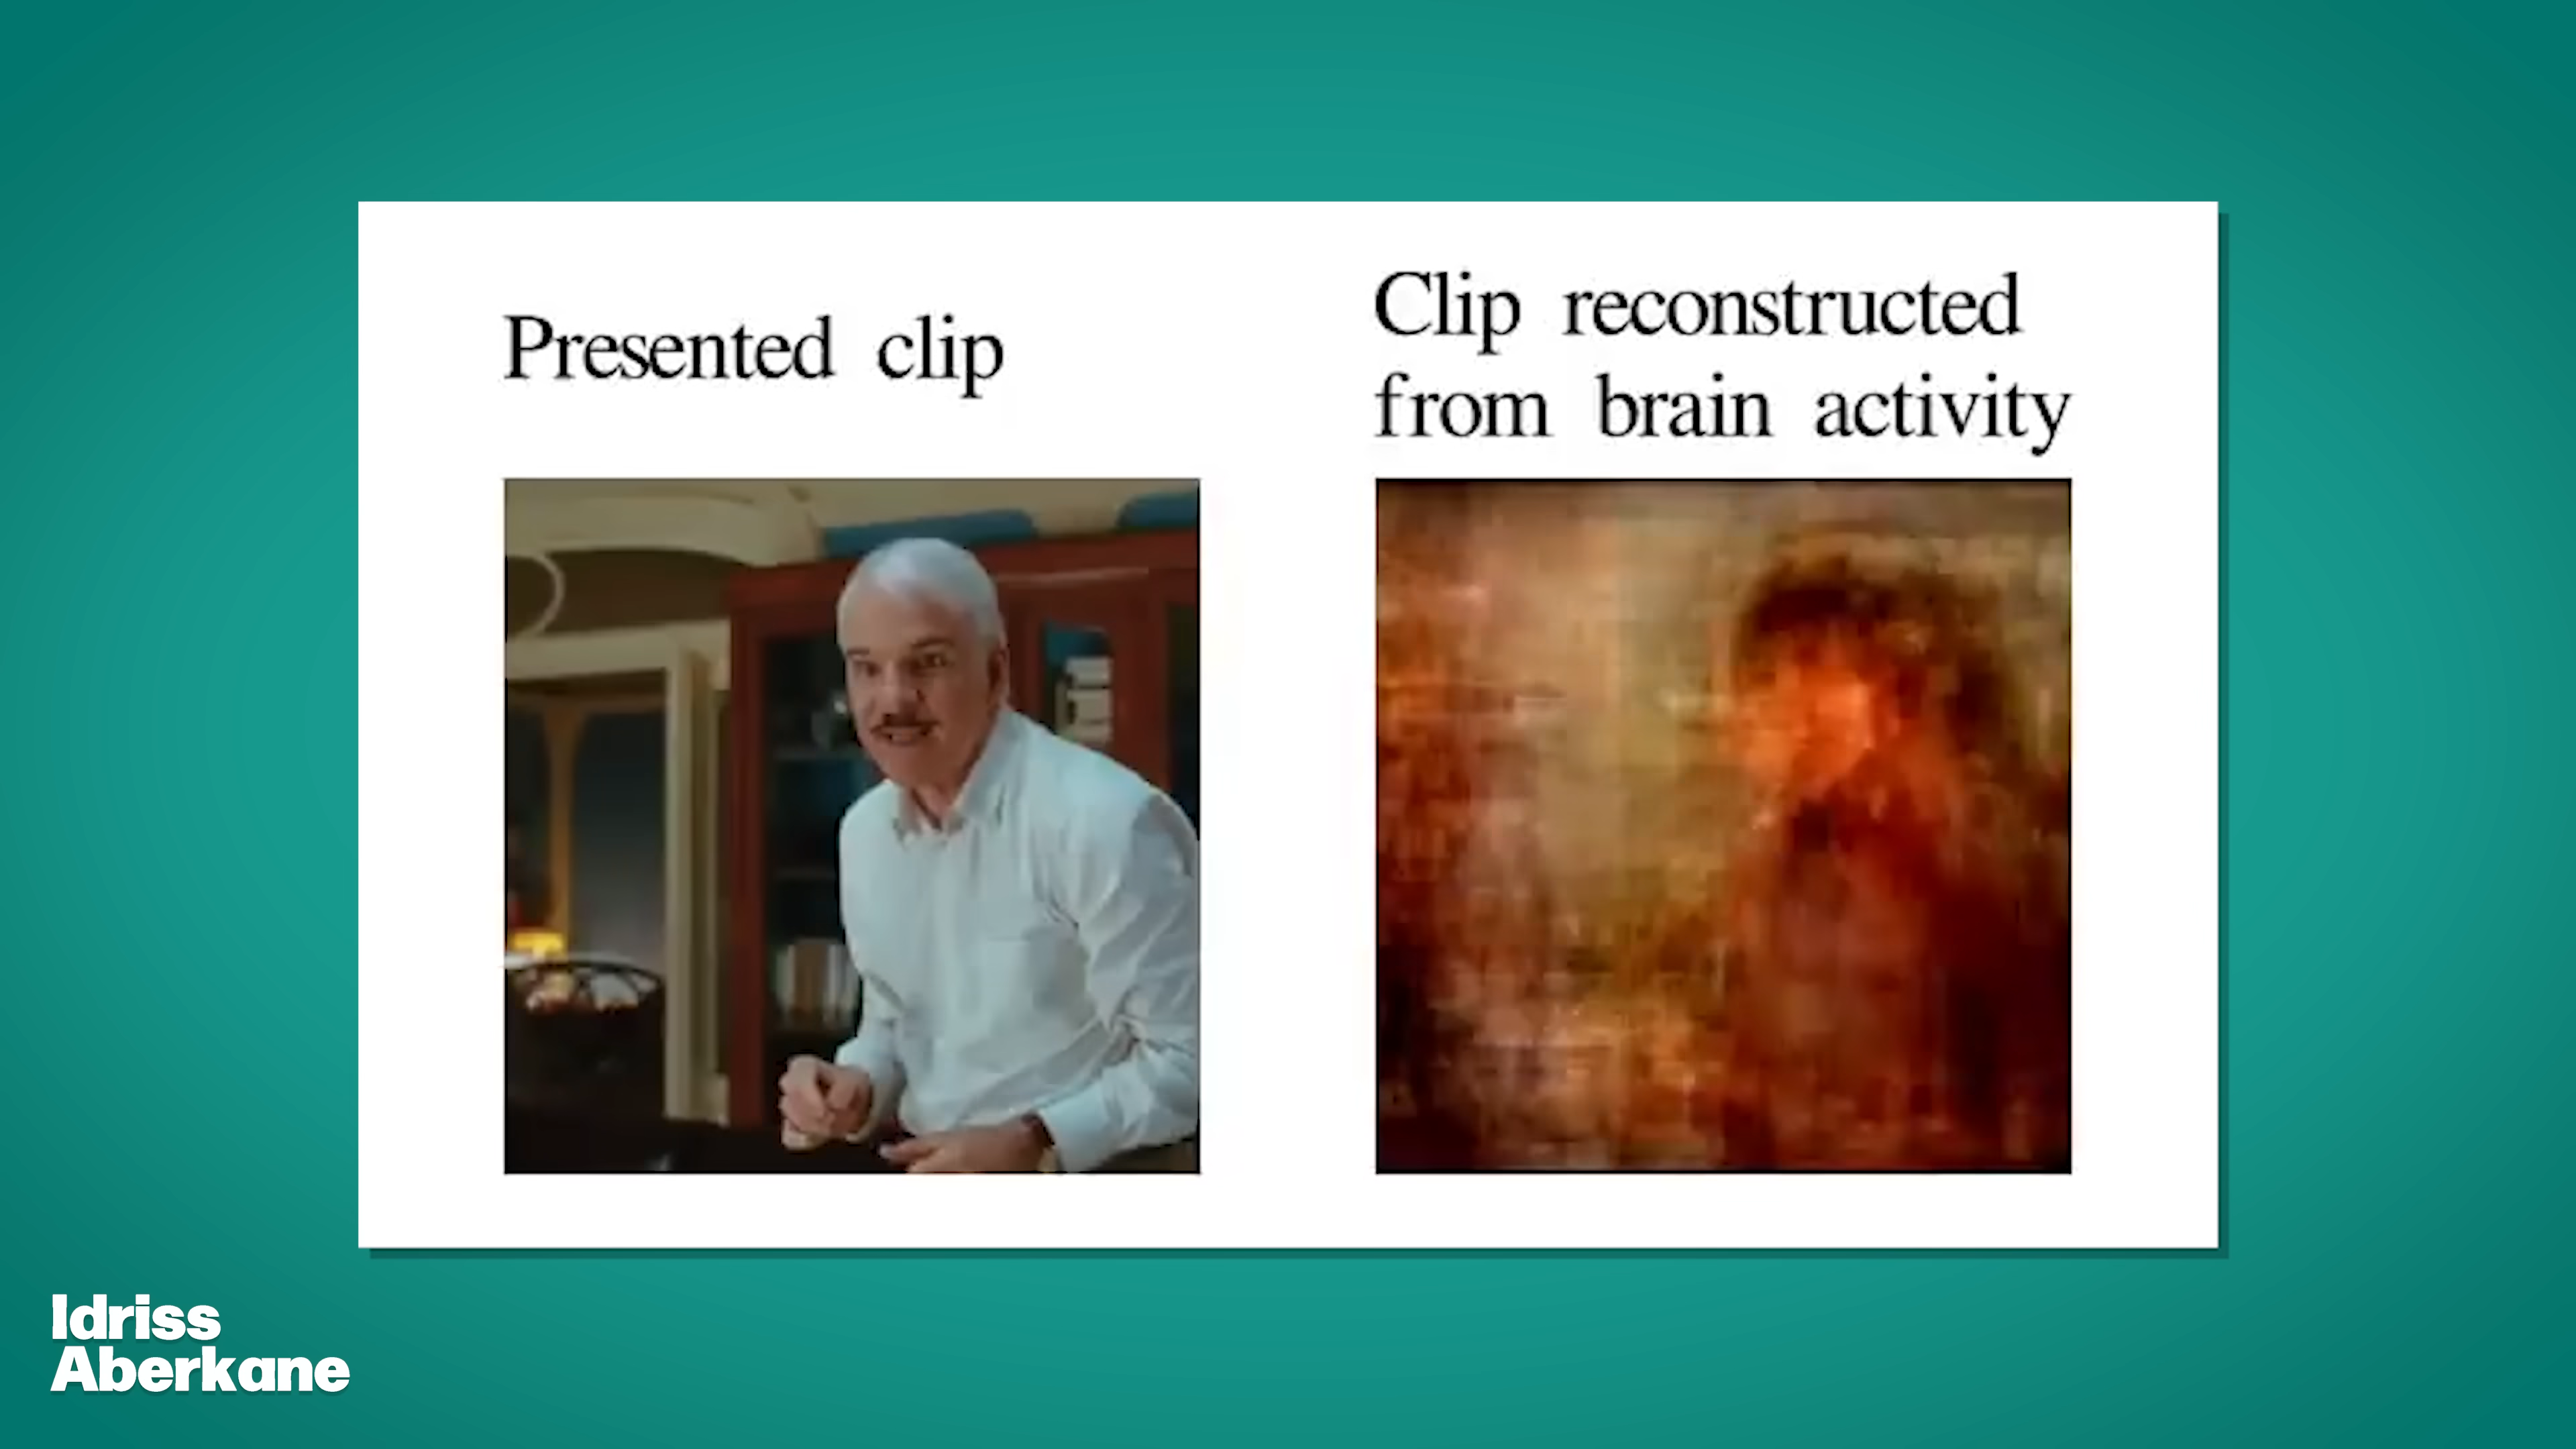 Presented clip
Clip reconstructed
from brain activity
Idriss
Aberkane